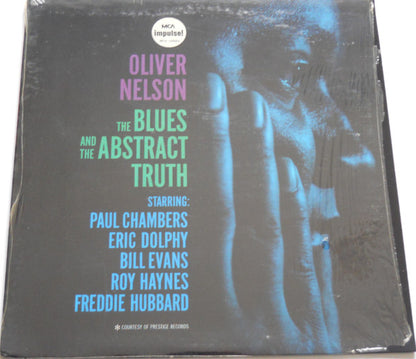 MCA
impulse!
OLIVER
NELSON
THE BLUES
AND THE ABSTRACT
TRUTH
STARRING:
PAUL CHAMBERS
ERIC DOLPHY
BILL EVANS
ROY HAYNES
FREDDIE HUBBARD
* COURTESY OF PRESTIGE RECORDS